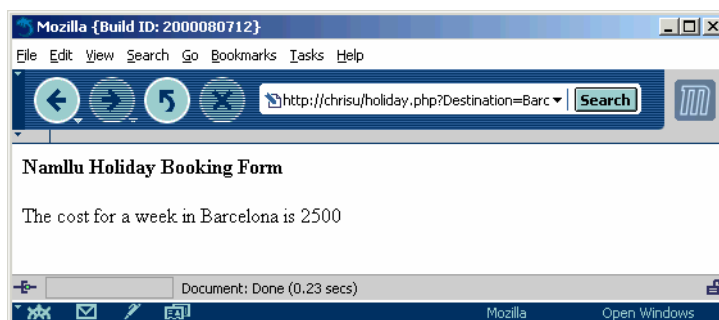 Mozilla {Build ID: 2000080712}
File Edit View Search Go Bookmarks Tasks Help
http://chrisu/holiday.php?Destination=Barc Search
Namllu Holiday Booking Form
The cost for a week in Barcelona is 2500
Document: Done (0.23 secs)
Mozilla Open Windows